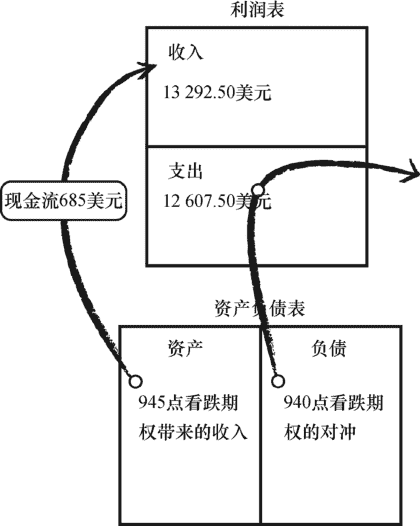 利润表
收入
13 292.50美元
支出
12 607.50美元
现金流685美元
资产负债表
资产
负债
945点看跌期
权带来的收入
940点看跌期
权的对冲